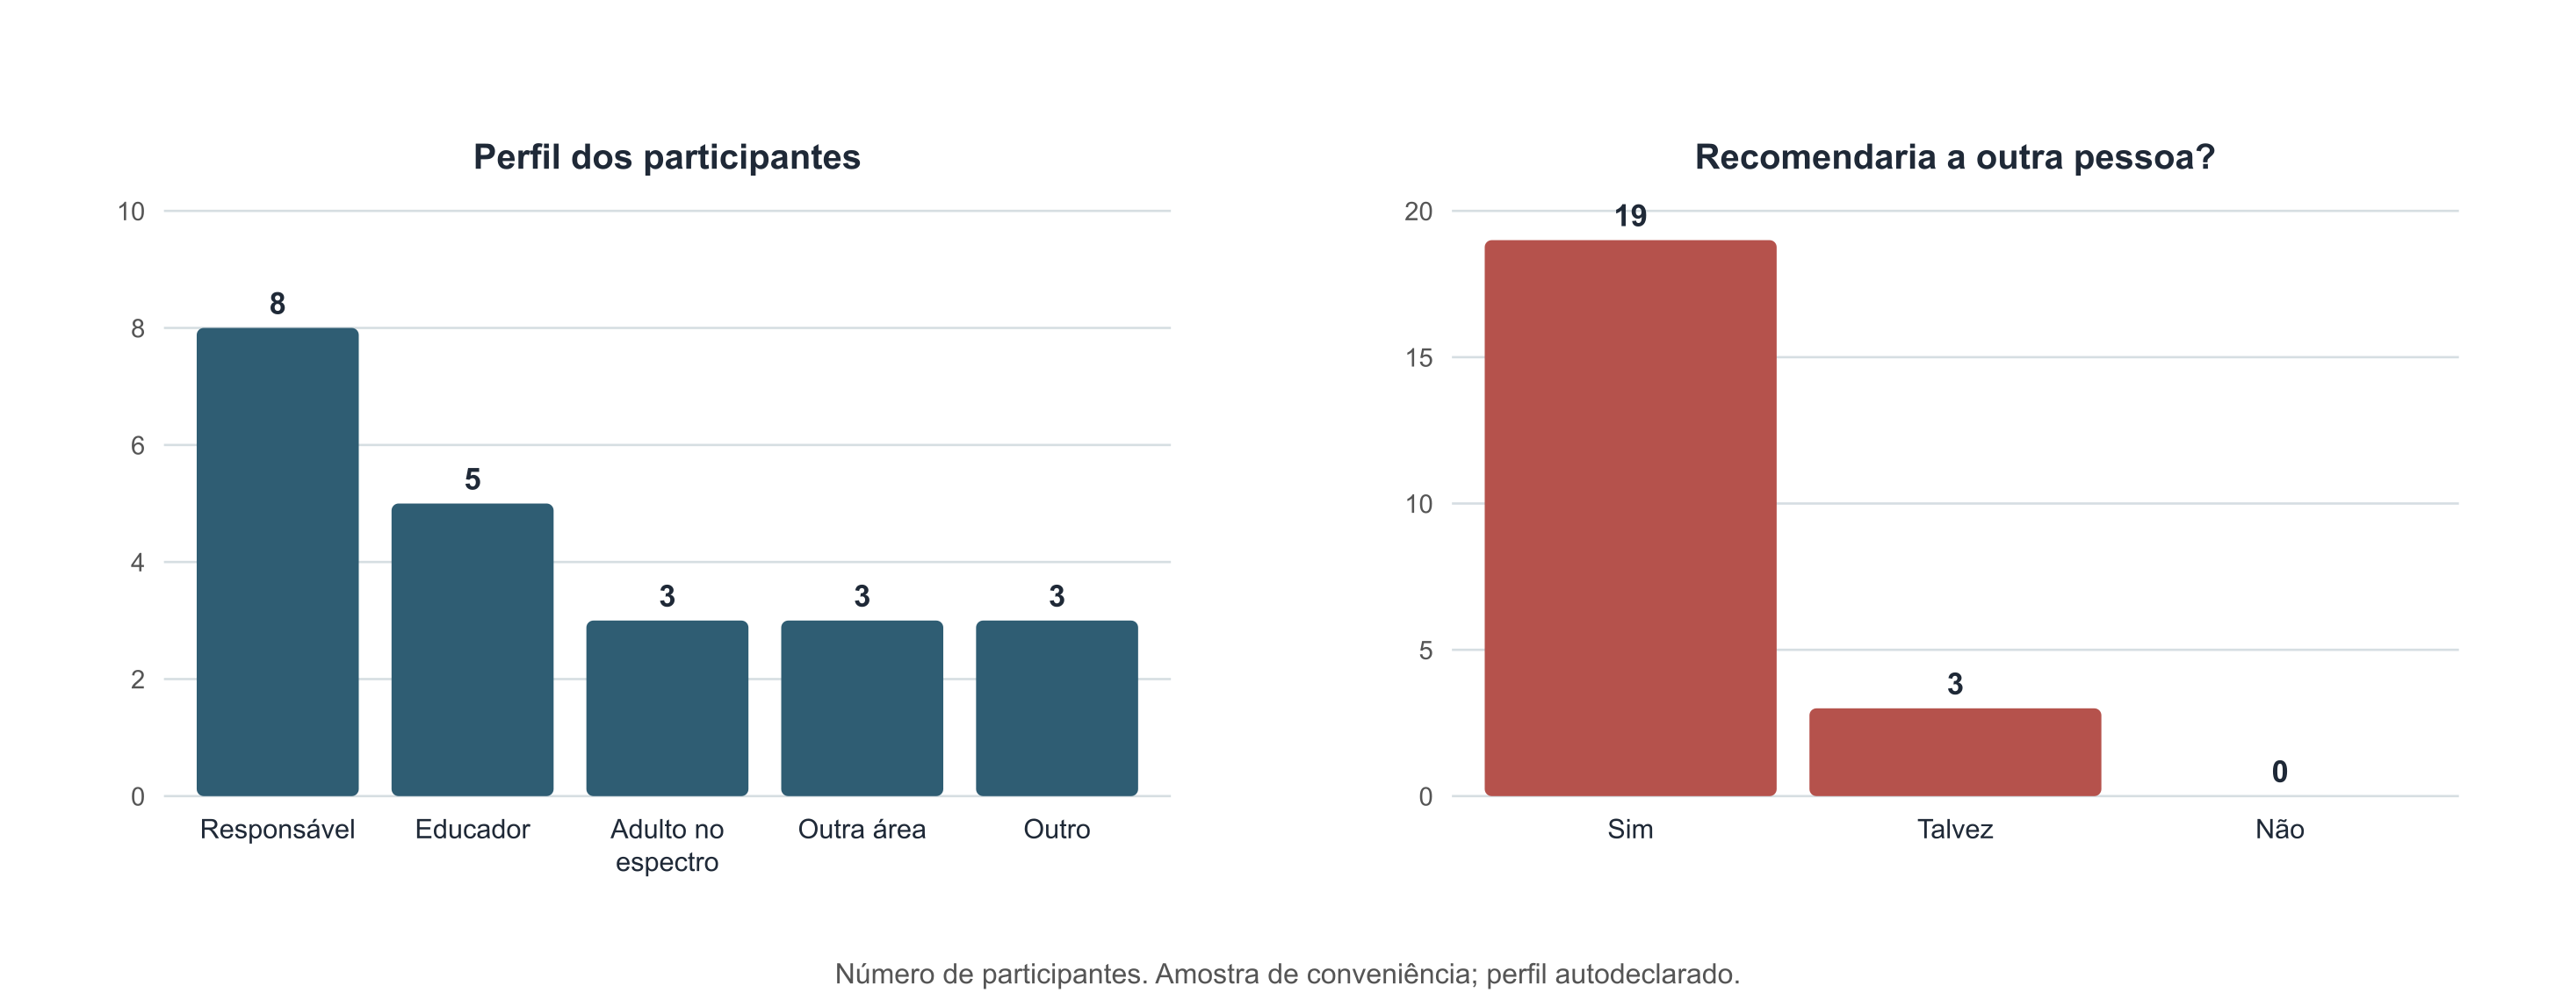 Perfil dos participantes
10
8
6
4
2
0
8
5
3
3
3
Responsável
Educador
Adulto no
espectro
Outra área
Outro
Recomendaria a outra pessoa?
20
15
10
5
0
19
3
0
Sim
Talvez
Não
Número de participantes. Amostra de conveniência; perfil autodeclarado.